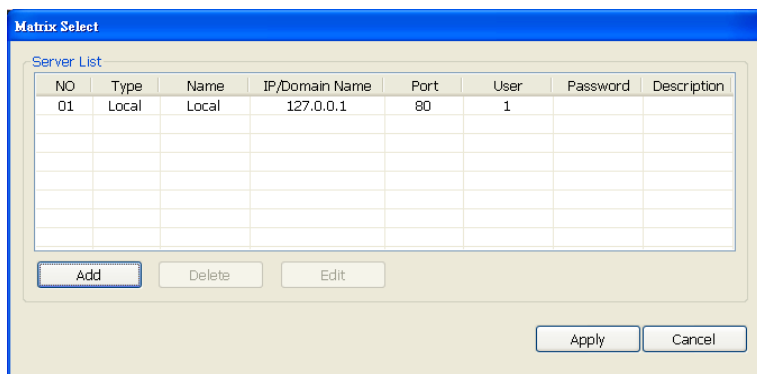 Matrix Select
Server List
NO Type Name IP/Domain Name Port User Password Description
01 Local Local 127.0.0.1 80 1
Add Delete Edit
Apply Cancel